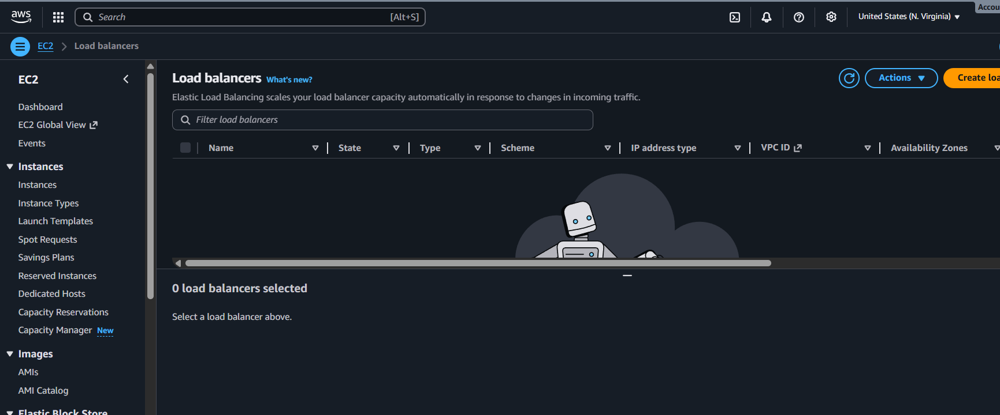 aws
Search [Alt+S]
United States (N. Virginia)
Accou
EC2 Load balancers
EC2
Dashboard
EC2 Global View
Events
Instances
Instances
Instance Types
Launch Templates
Spot Requests
Savings Plans
Reserved Instances
Dedicated Hosts
Capacity Reservations
Capacity Manager New
Images
AMIs
AMI Catalog
Elastic Block Store
Load balancers What's new?
Actions
Create loa
Elastic Load Balancing scales your load balancer capacity automatically in response to changes in incoming traffic.
Filter load balancers
Name State Type Scheme IP address type VPC ID Availability Zones
0 load balancers selected
Select a load balancer above.